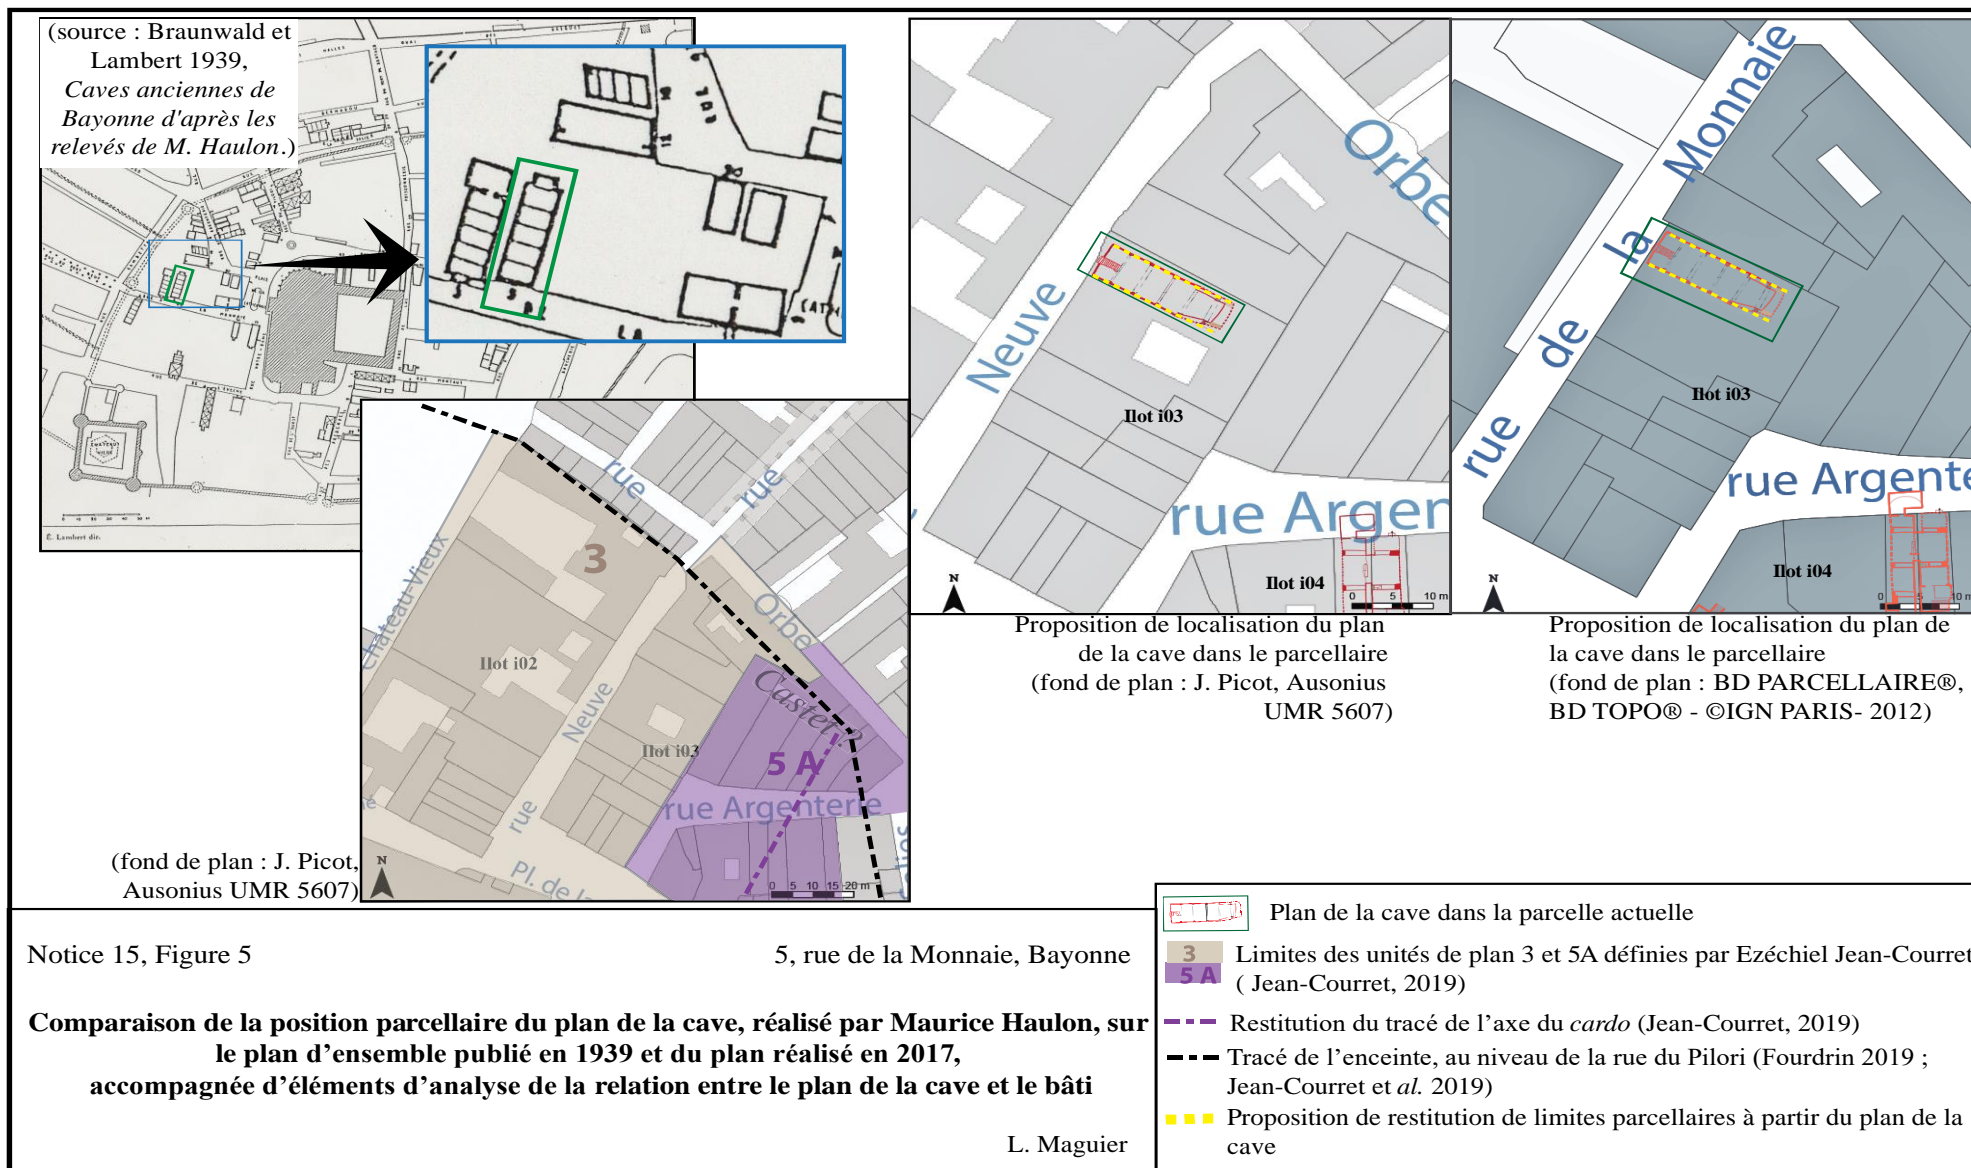 (source : Braunwald et
Lambert 1939,
Caves anciennes de
Bayonne d'après les
relevés de M. Haulon.)
E. Lambert dir.
LA
Neuve
Orbe
rue Argen
Ilot i03
Ilot i04
N
0 5 10 m
rue de la Monnaie
rue Argente
Ilot i03
Ilot i04
N
0 5 10 m
Proposition de localisation du plan
de la cave dans le parcellaire
(fond de plan : J. Picot, Ausonius
UMR 5607)
Proposition de localisation du plan de
la cave dans le parcellaire
(fond de plan : BD PARCELLAIRE®,
BD TOPO® - ©IGN PARIS- 2012)
Chateau-Vieux
rue
rue
3
Orbe
Ilot i02
Neuve
Castet ?
Ilot i03
5 A
rue Argenterie
rue
Pl. de la
N
0 5 10 15 20 m
(fond de plan : J. Picot,
Ausonius UMR 5607)
Notice 15, Figure 5
5, rue de la Monnaie, Bayonne
Comparaison de la position parcellaire du plan de la cave, réalisé par Maurice Haulon, sur
le plan d’ensemble publié en 1939 et du plan réalisé en 2017,
accompagnée d’éléments d’analyse de la relation entre le plan de la cave et le bâti
L. Maguier
Plan de la cave dans la parcelle actuelle
3
5 A
Limites des unités de plan 3 et 5A définies par Ezéchiel Jean-Courret
( Jean-Courret, 2019)
Restitution du tracé de l’axe du cardo (Jean-Courret, 2019)
Tracé de l’enceinte, au niveau de la rue du Pilori (Fourdrin 2019 ;
Jean-Courret et al. 2019)
Proposition de restitution de limites parcellaires à partir du plan de la
cave